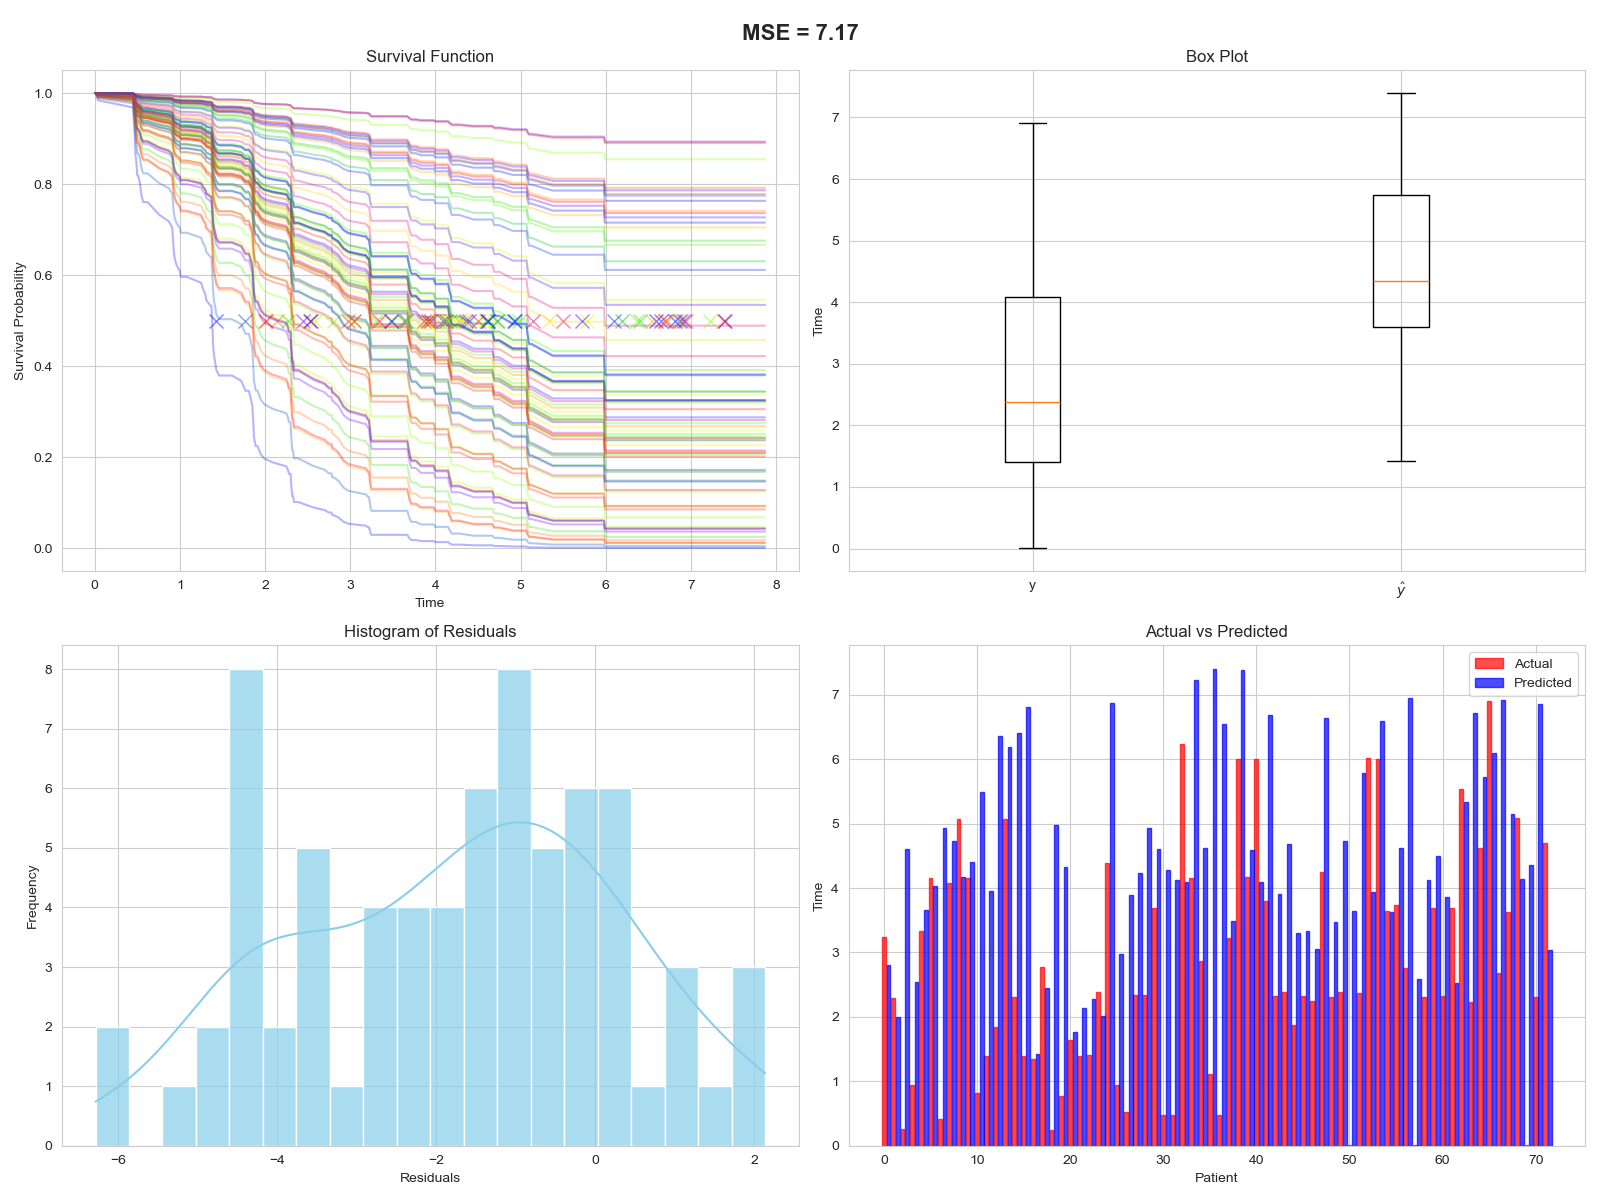 MSE = 7.17
Survival Function
1.0
0.8
0.6
0.4
0.2
0.0
Survival Probability
0 1 2 3 4 5 6 7 8
Time
Box Plot
7
6
5
4
3
2
1
0
Time
y ŷ
Histogram of Residuals
8
7
6
5
4
3
2
1
0
Frequency
−6 −4 −2 0 2
Residuals
Actual vs Predicted
Actual
Predicted
7
6
5
4
3
2
1
0
Time
0 10 20 30 40 50 60 70
Patient